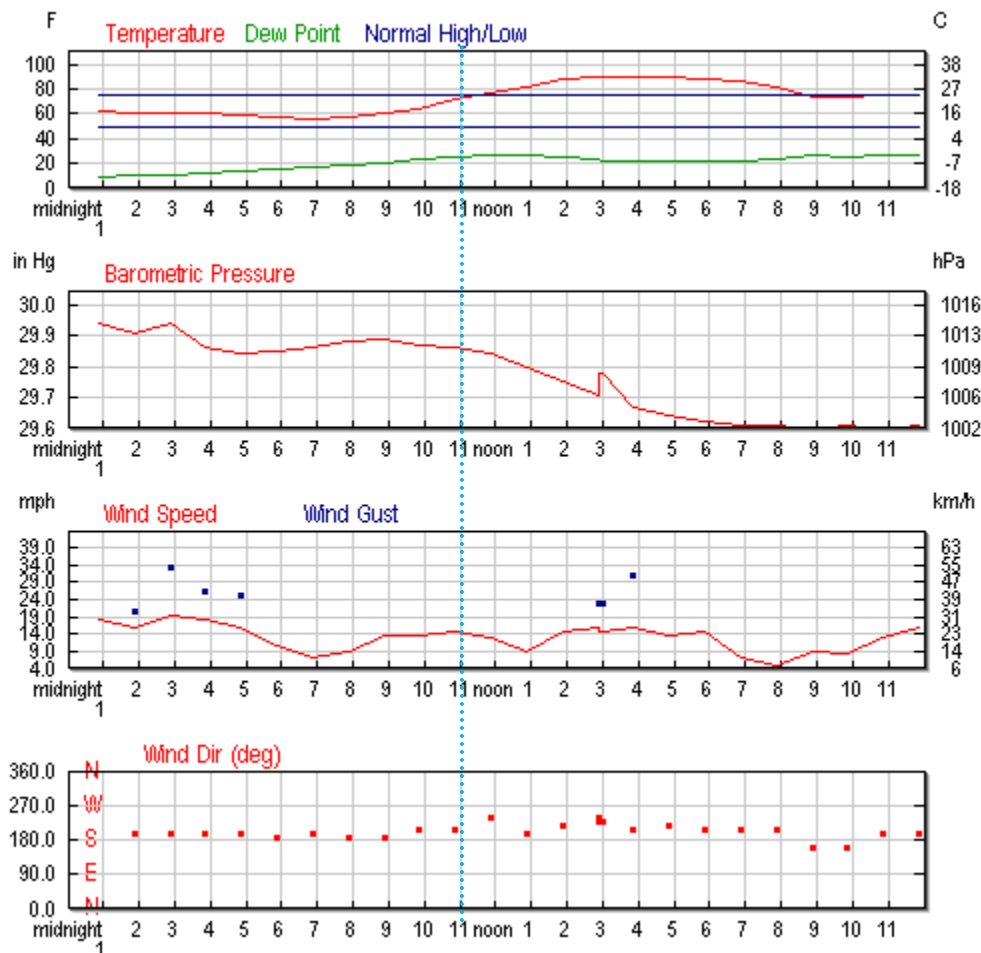 F C
Temperature Dew Point Normal High/Low
100 38
80 27
60 16
40 4
20 -7
0 -18
midnight 1 2 3 4 5 6 7 8 9 10 11 noon 1 2 3 4 5 6 7 8 9 10 11
in Hg hPa
Barometric Pressure
30.0 1016
29.9 1013
29.8 1009
29.7 1006
29.6 1002
midnight 1 2 3 4 5 6 7 8 9 10 11 noon 1 2 3 4 5 6 7 8 9 10 11
mph km/h
Wind Speed Wind Gust
39.0 63
34.0 55
29.0 47
24.0 39
19.0 31
14.0 23
9.0 14
4.0 6
midnight 1 2 3 4 5 6 7 8 9 10 11 noon 1 2 3 4 5 6 7 8 9 10 11
Wind Dir (deg)
360.0 N
270.0 W
180.0 S
90.0 E
0.0 N
midnight 1 2 3 4 5 6 7 8 9 10 11 noon 1 2 3 4 5 6 7 8 9 10 11